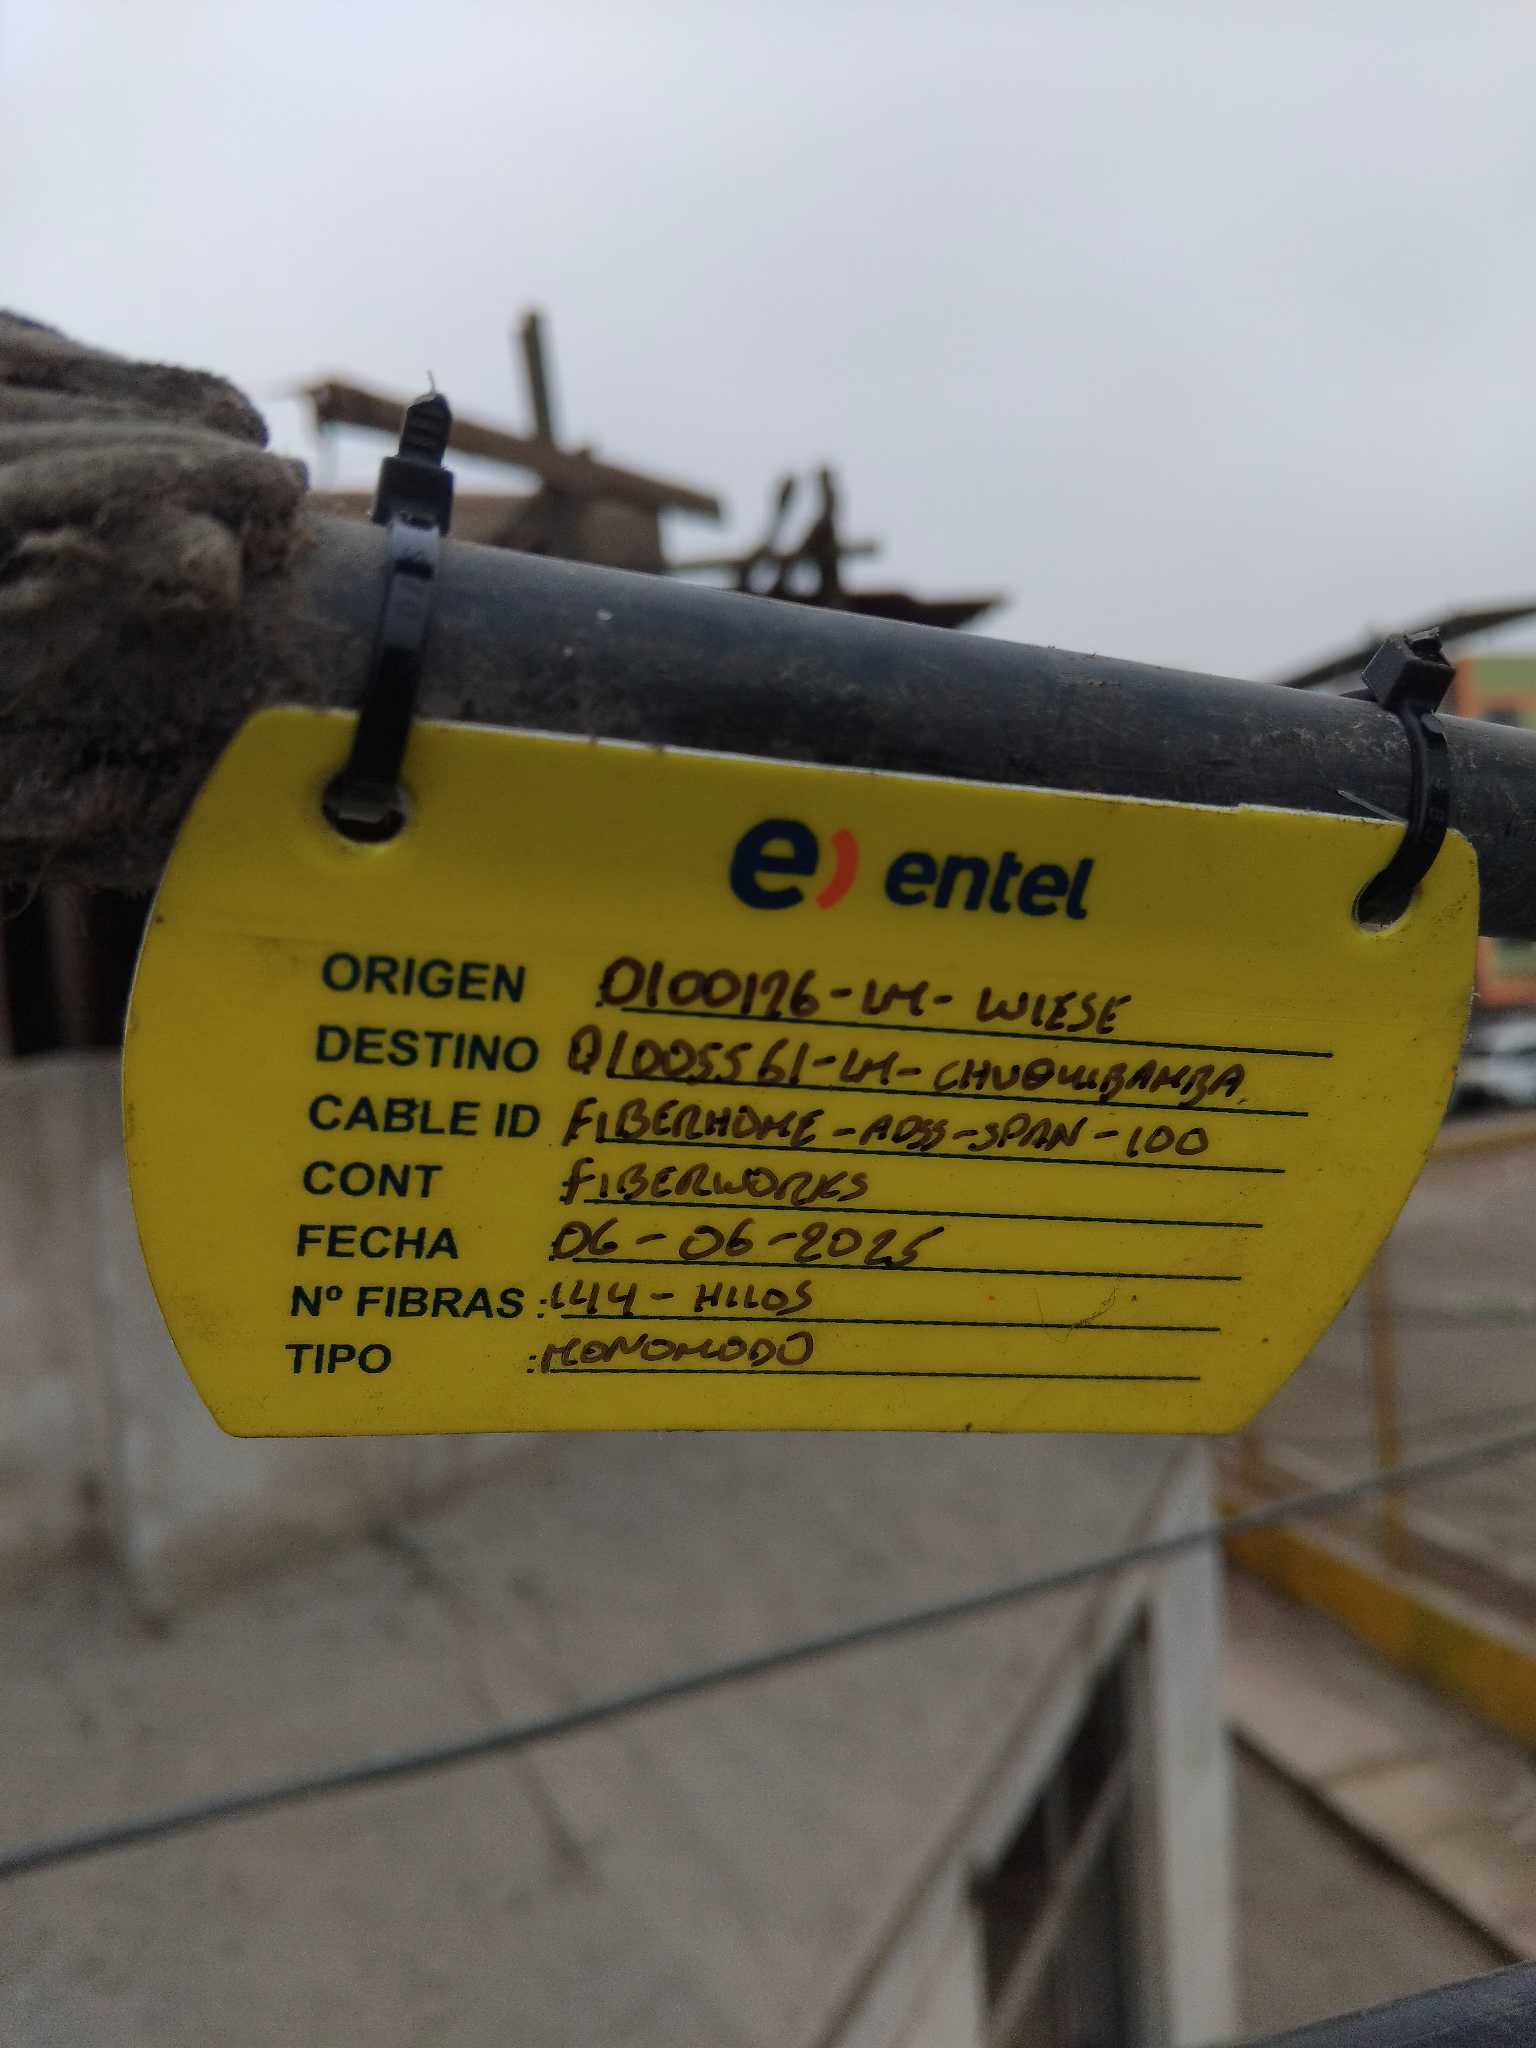 e) entel
ORIGEN 0100126-LM-WIESE
DESTINO 01005561-LM-CHUQUIBAMBA.
CABLE ID FIBERHOME-ADSS-SPAN-100
CONT FIBERWORKS
FECHA 06-06-2025
Nº FIBRAS :144-HILOS
TIPO :MONOMODO